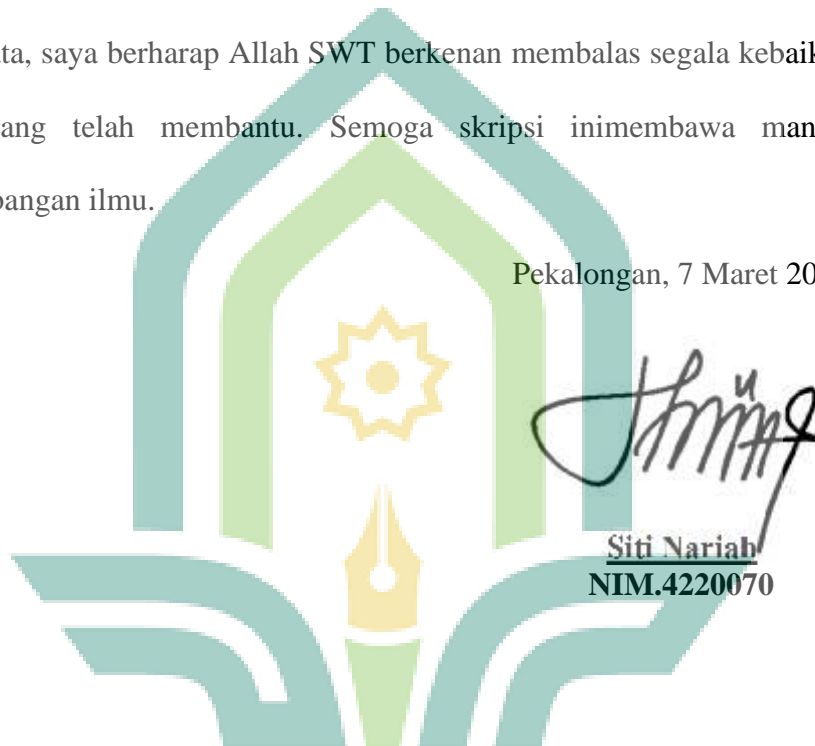 ata, saya berharap Allah SWT berkenan membalas segala kebaik
ang telah membantu. Semoga skripsi inimembawa man
bangan ilmu.
Pekalongan, 7 Maret 20
Siti Nariah
NIM.4220070